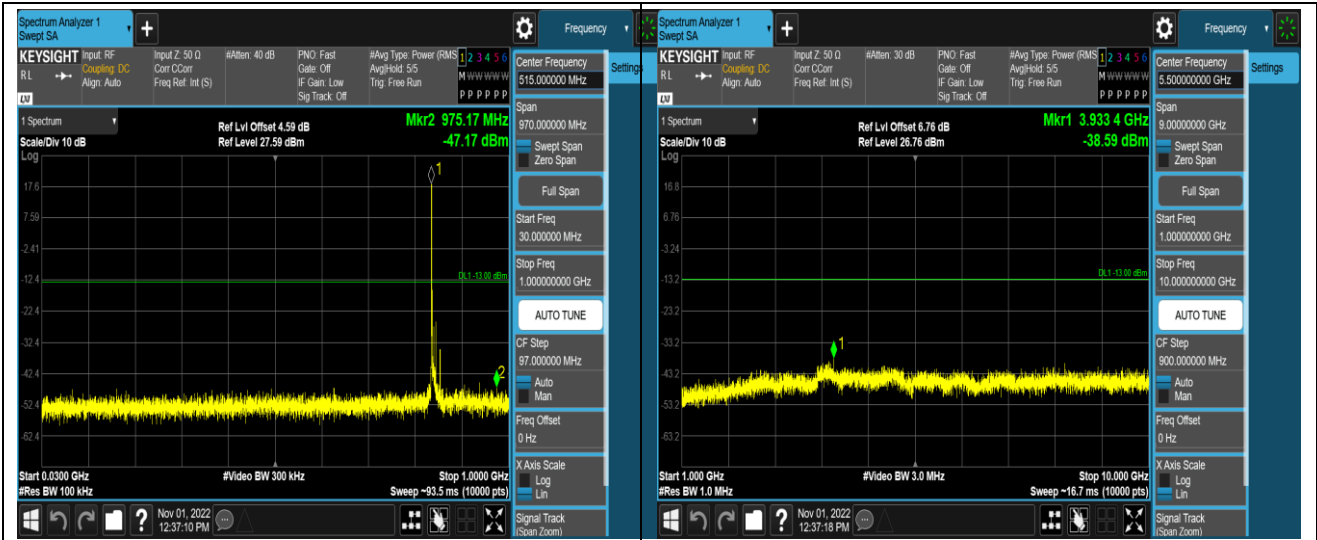 Spectrum Analyzer 1
Swept SA
+
Frequency
KEYSIGHT
Input: RF
Input Z: 50 Ω
#Atten: 40 dB
PNO: Fast
#Avg Type: Power (RMS
1 2 3 4 5 6
RL
Coupling: DC
Corr CCorr
Gate: Off
Avg|Hold: 5/5
M W W W W W
Align: Auto
Freq Ref: Int (S)
IF Gain: Low
Trig: Free Run
Sig Track: Off
P P P P P P
LXI
1 Spectrum
Ref Lvl Offset 4.59 dB
Mkr2 975.17 MHz
Scale/Div 10 dB
Ref Level 27.59 dBm
-47.17 dBm
Log
1
17.6
7.59
-2.41
-12.4
DL1 -13.00 dBm
-22.4
-32.4
-42.4
2
-52.4
-62.4
Start 0.0300 GHz
#Video BW 300 kHz
Stop 1.0000 GHz
#Res BW 100 kHz
Sweep ~93.5 ms (10000 pts)
Nov 01, 2022
12:37:10 PM
Center Frequency
515.000000 MHz
Settings
Span
970.000000 MHz
Swept Span
Zero Span
Full Span
Start Freq
30.000000 MHz
Stop Freq
1.000000000 GHz
AUTO TUNE
CF Step
97.000000 MHz
Auto
Man
Freq Offset
0 Hz
X Axis Scale
Log
Lin
Signal Track
(Span Zoom)
Spectrum Analyzer 1
Swept SA
+
Frequency
KEYSIGHT
Input: RF
Input Z: 50 Ω
#Atten: 30 dB
PNO: Fast
#Avg Type: Power (RMS
1 2 3 4 5 6
RL
Coupling: DC
Corr CCorr
Gate: Off
Avg|Hold: 5/5
M W W W W W
Align: Auto
Freq Ref: Int (S)
IF Gain: Low
Trig: Free Run
Sig Track: Off
P P P P P P
LXI
1 Spectrum
Ref Lvl Offset 6.76 dB
Mkr1 3.933 4 GHz
Scale/Div 10 dB
Ref Level 26.76 dBm
-38.59 dBm
Log
16.8
6.76
-3.24
-13.2
DL1 -13.00 dBm
-23.2
-33.2
1
-43.2
-53.2
-63.2
Start 1.000 GHz
#Video BW 3.0 MHz
Stop 10.000 GHz
#Res BW 1.0 MHz
Sweep ~16.7 ms (10000 pts)
Nov 01, 2022
12:37:18 PM
Center Frequency
5.500000000 GHz
Settings
Span
9.00000000 GHz
Swept Span
Zero Span
Full Span
Start Freq
1.000000000 GHz
Stop Freq
10.000000000 GHz
AUTO TUNE
CF Step
900.000000 MHz
Auto
Man
Freq Offset
0 Hz
X Axis Scale
Log
Lin
Signal Track
(Span Zoom)